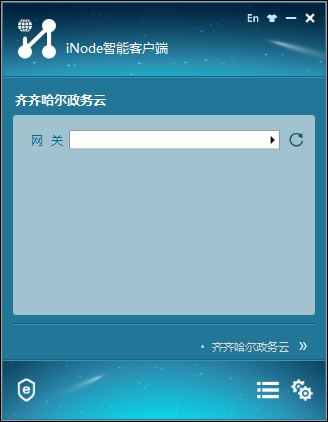 En
iNode智能客户端
齐齐哈尔政务云
网 关
· 齐齐哈尔政务云 »